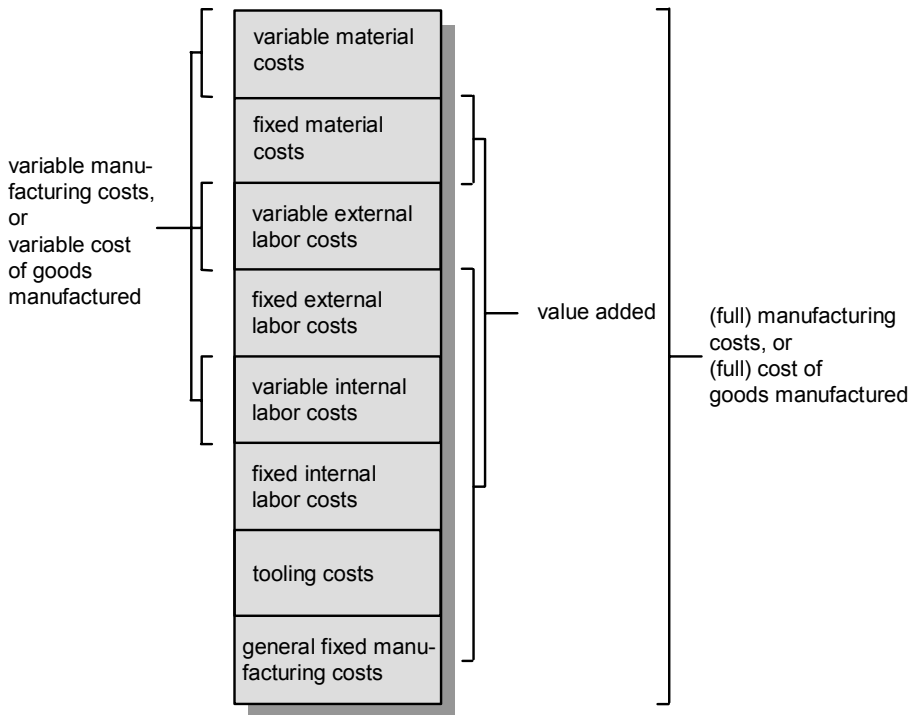 variable material
costs
fixed material
costs
variable external
labor costs
fixed external
labor costs
variable internal
labor costs
fixed internal
labor costs
tooling costs
general fixed manu-
facturing costs
variable manu-
facturing costs,
or
variable cost
of goods
manufactured
value added
(full) manufacturing
costs, or
(full) cost of
goods manufactured